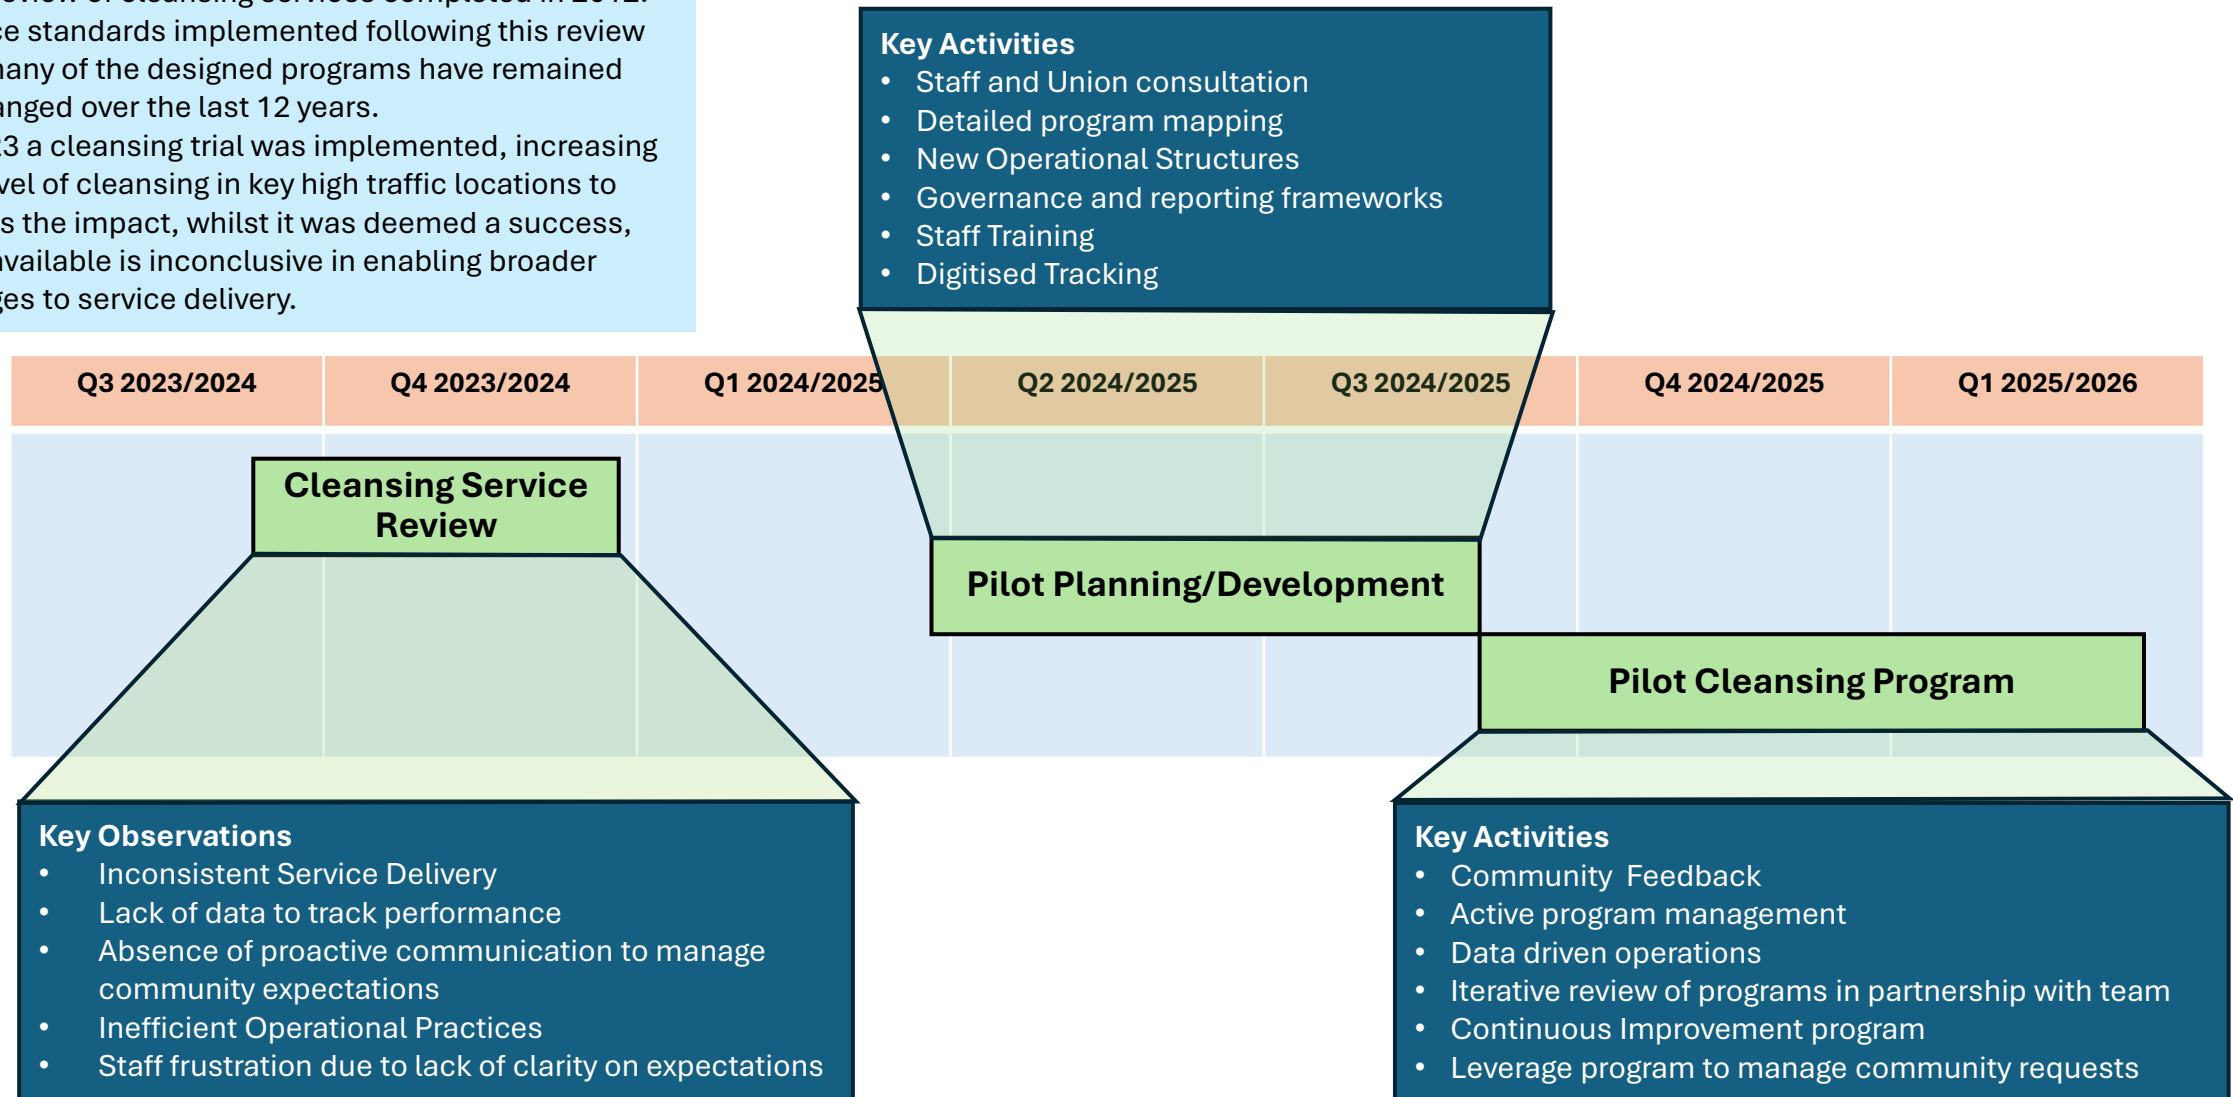 of cleansing services completed in 2012.
standards implemented following this review
many of the designed programs have remained
over the last 12 years.
a cleansing trial was implemented, increasing
of cleansing in key high traffic locations to
the impact, whilst it was deemed a success,
available is inconclusive in enabling broader
to service delivery.
Key Activities
• Staff and Union consultation
• Detailed program mapping
• New Operational Structures
• Governance and reporting frameworks
• Staff Training
• Digitised Tracking
Q3 2023/2024 Q4 2023/2024 Q1 2024/2025 Q2 2024/2025 Q3 2024/2025 Q4 2024/2025 Q1 2025/2026
Cleansing Service
Review
Pilot Planning/Development
Pilot Cleansing Program
Key Observations
• Inconsistent Service Delivery
• Lack of data to track performance
• Absence of proactive communication to manage
community expectations
• Inefficient Operational Practices
• Staff frustration due to lack of clarity on expectations
Key Activities
• Community  Feedback
• Active program management
• Data driven operations
• Iterative review of programs in partnership with team
• Continuous Improvement program
• Leverage program to manage community requests